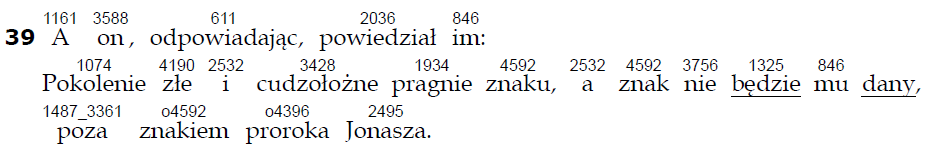 1161 3588 611 2036 846
39 A on, odpowiadając, powiedział im:
1074 4190 2532 3428 1934 4592 2532 4592 3756 1325 846
Pokolenie złe i cudzołożne pragnie znaku, a znak nie będzie mu dany,
1487_3361 o4592 o4396 2495
poza znakiem proroka Jonasza.